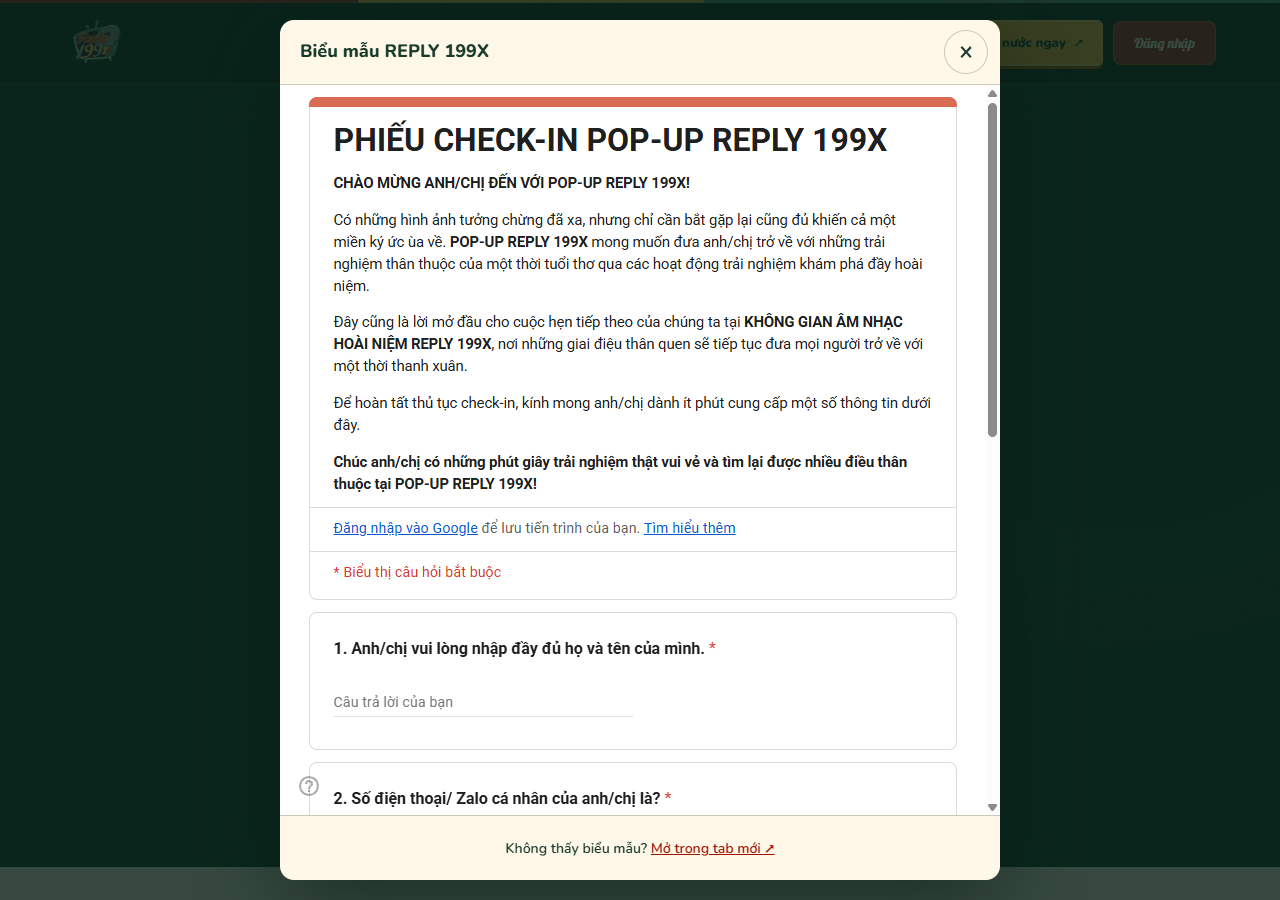 Reply
199x
nước ngay ↗
Đăng nhập
Biểu mẫu REPLY 199X
×
PHIẾU CHECK-IN POP-UP REPLY 199X
CHÀO MỪNG ANH/CHỊ ĐẾN VỚI POP-UP REPLY 199X!
Có những hình ảnh tưởng chừng đã xa, nhưng chỉ cần bắt gặp lại cũng đủ khiến cả một
miền ký ức ùa về. POP-UP REPLY 199X mong muốn đưa anh/chị trở về với những trải
nghiệm thân thuộc của một thời tuổi thơ qua các hoạt động trải nghiệm khám phá đầy hoài
niệm.
Đây cũng là lời mở đầu cho cuộc hẹn tiếp theo của chúng ta tại KHÔNG GIAN ÂM NHẠC
HOÀI NIỆM REPLY 199X, nơi những giai điệu thân quen sẽ tiếp tục đưa mọi người trở về với
một thời thanh xuân.
Để hoàn tất thủ tục check-in, kính mong anh/chị dành ít phút cung cấp một số thông tin dưới
đây.
Chúc anh/chị có những phút giây trải nghiệm thật vui vẻ và tìm lại được nhiều điều thân
thuộc tại POP-UP REPLY 199X!
Đăng nhập vào Google để lưu tiến trình của bạn. Tìm hiểu thêm
* Biểu thị câu hỏi bắt buộc
1. Anh/chị vui lòng nhập đầy đủ họ và tên của mình. *
Câu trả lời của bạn
2. Số điện thoại/ Zalo cá nhân của anh/chị là? *
Không thấy biểu mẫu? Mở trong tab mới ↗